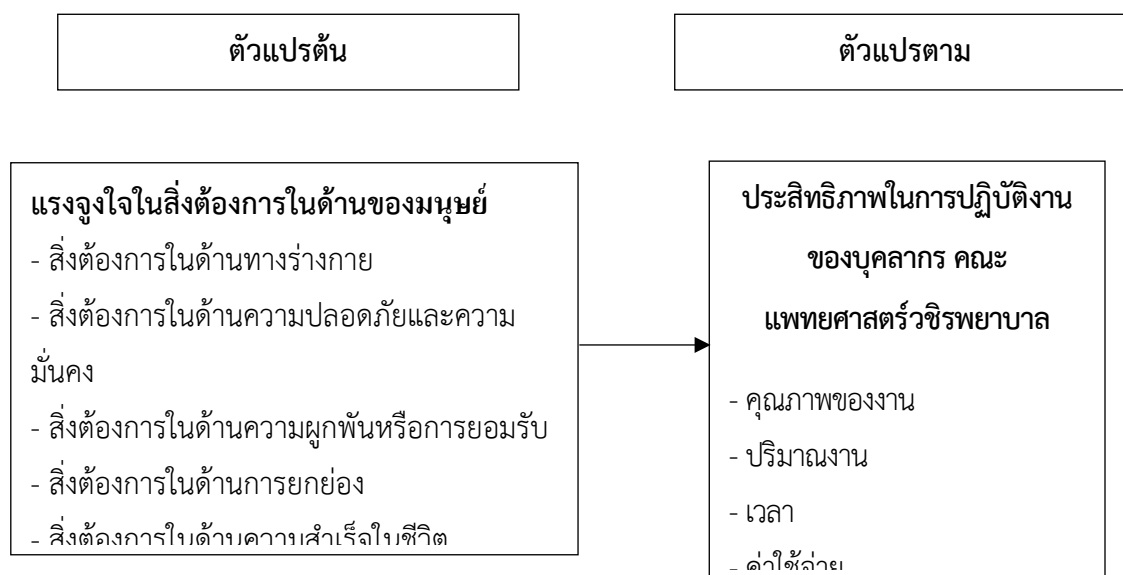 ตัวแปรต้น
ตัวแปรตาม
แรงจูงใจในสิ่งต้องการในด้านของมนุษย์
- สิ่งต้องการในด้านทางร่างกาย
- สิ่งต้องการในด้านความปลอดภัยและความ
มั่นคง
- สิ่งต้องการในด้านความผูกพันหรือการยอมรับ
- สิ่งต้องการในด้านการยกย่อง
- สิ่งต้องการในด้านความสำเร็จในชีวิต
ประสิทธิภาพในการปฏิบัติงาน
ของบุคลากร คณะ
แพทยศาสตร์วชิรพยาบาล
- คุณภาพของงาน
- ปริมาณงาน
- เวลา
- ค่าใช้จ่าย